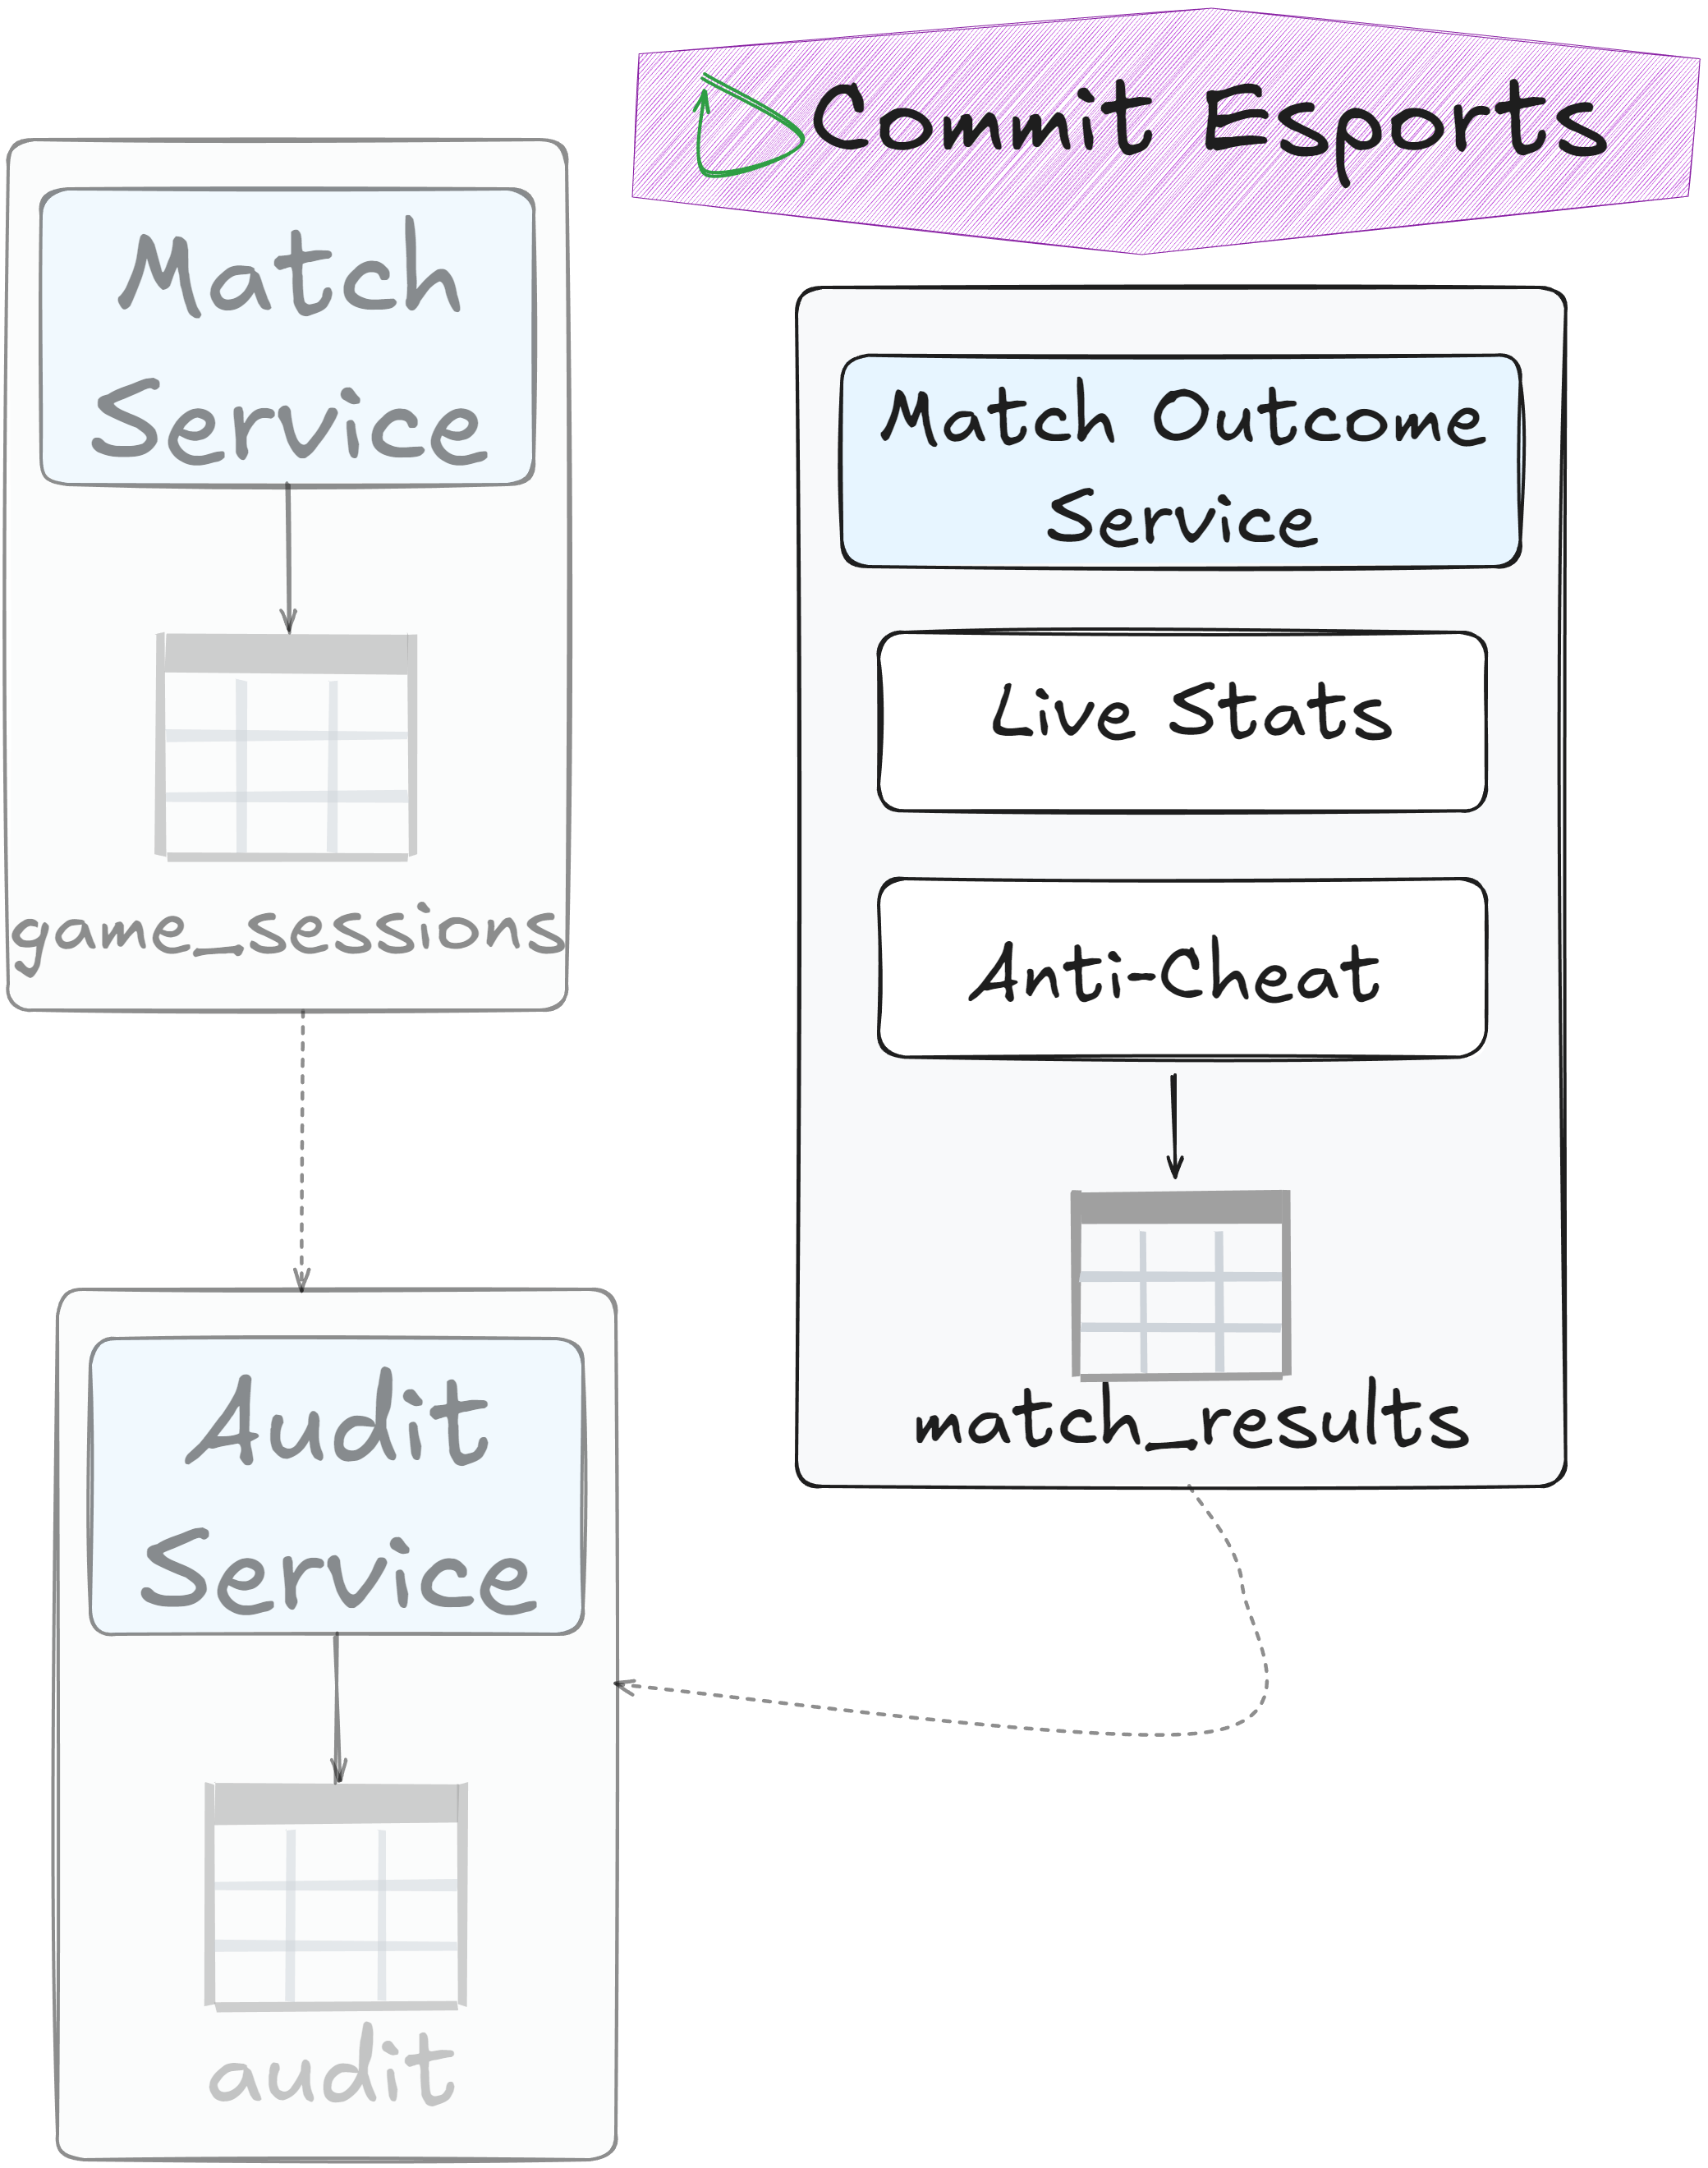 Commit Esports
Match
Service
game_sessions
Match Outcome
Service
Live Stats
Anti-Cheat
match_results
Audit
Service
audit